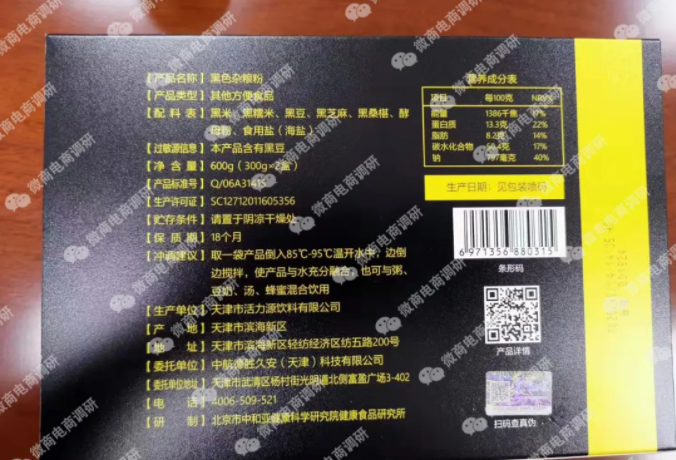 【产品名称】黑色杂粮粉
【产品类型】其他方便食品
【配 料 表】黑米、黑糯米、黑豆、黑芝麻、黑桑椹、酵
母粉、食用盐（海盐）
【过敏源信息】本产品含有黑豆
【净 含 量】600g（300g×2盒）
【产品标准号】Q/06A3141S
【生产许可证】SC12712011605356
【贮存条件】请置于阴凉干燥处
【保 质 期】18个月
【冲调建议】取一袋产品倒入85℃-95℃温开水中，边倒
边搅拌，使产品与水充分融合，也可与粥、
豆奶、汤、蜂蜜混合饮用
【生产单位】天津市活力源饮料有限公司
【产 地】天津市滨海新区
【地 址】天津市滨海新区轻纺经济区纺五路200号
【委托单位】中航德胜久安（天津）科技有限公司
【委托单位地址】天津市武清区杨村街光明道北侧富盈广场3-402
【电 话】4006-509-521
【研 制】北京市中和亚健康科学研究院健康食品研究所
营养成分表
项目 每100克 NRV%
能量 1386千焦 17%
蛋白质 13.3克 22%
脂肪 8.2克 14%
碳水化合物 50.4克 17%
钠 797毫克 40%
生产日期：见包装喷码
6971356880315
条形码
产品详情
扫码查真伪
微商电商调研